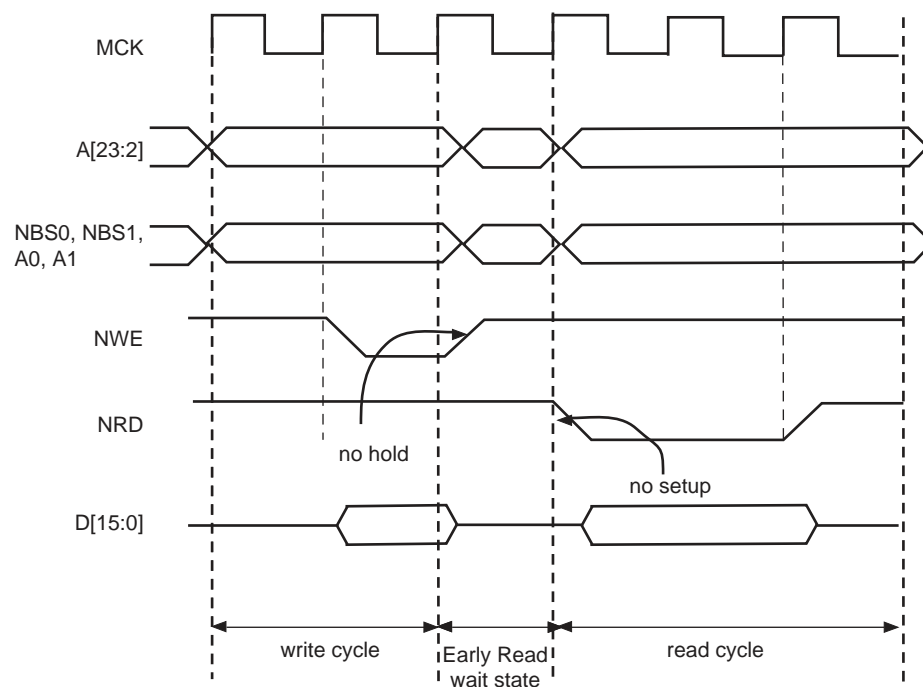 MCK
A[23:2]
NBS0, NBS1,
A0, A1
NWE
NRD
no hold
no setup
D[15:0]
write cycle
Early Read
wait state
read cycle